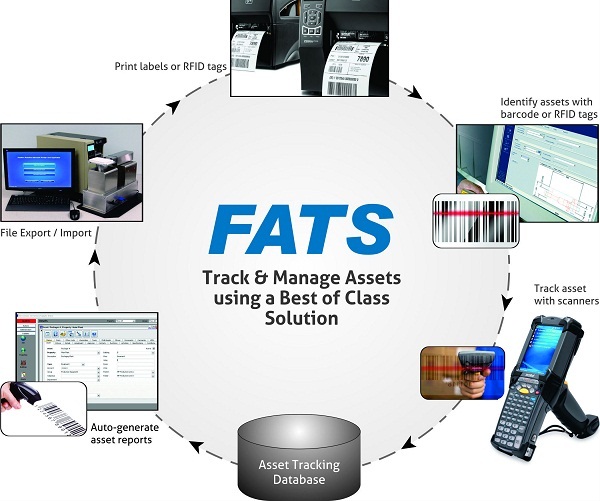 Print labels or RFID tags
7890
Identify assets with
barcode or RFID tags
File Export / Import
FATS
Track & Manage Assets
using a Best of Class
Solution
Track asset
with scanners
Auto-generate
asset reports
Asset Tracking
Database